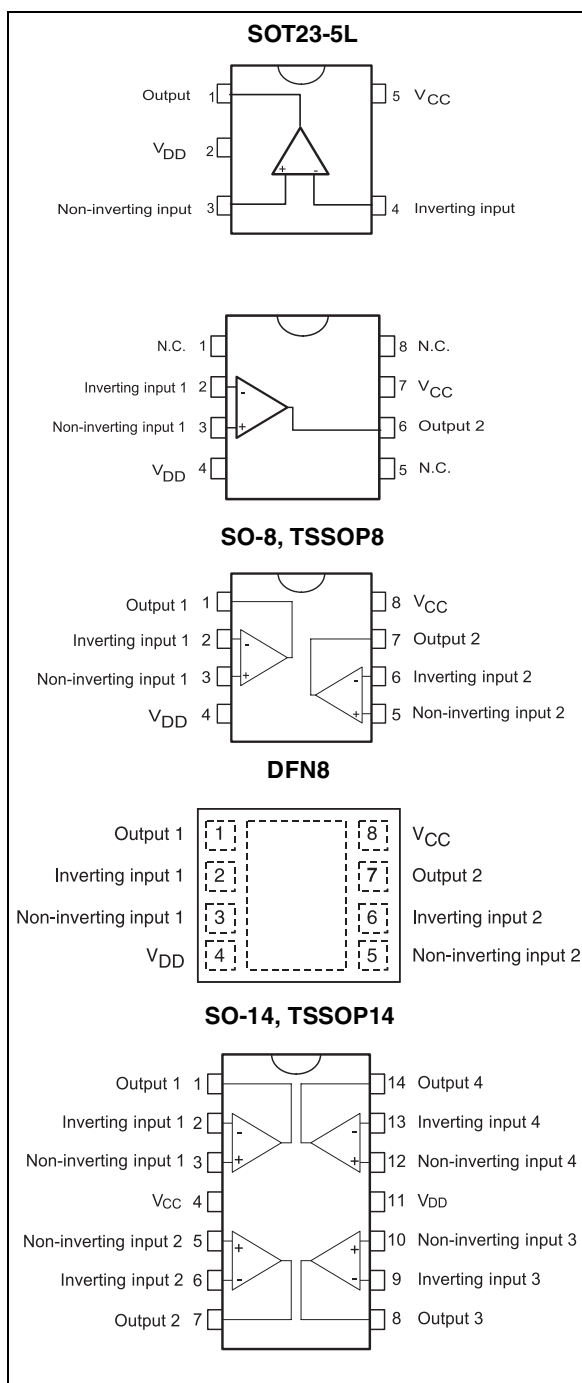 SOT23-5L
Output 1 5 VCC
VDD 2
+ -
Non-inverting input 3 4 Inverting input
N.C. 1 8 N.C.
Inverting input 1 2 - 7 VCC
Non-inverting input 1 3 + 6 Output 2
VDD 4 5 N.C.
SO-8, TSSOP8
Output 1 1 8 VCC
Inverting input 1 2 - 7 Output 2
Non-inverting input 1 3 + - 6 Inverting input 2
VDD 4 + 5 Non-inverting input 2
DFN8
Output 1 1 8 VCC
Inverting input 1 2 7 Output 2
Non-inverting input 1 3 6 Inverting input 2
VDD 4 5 Non-inverting input 2
SO-14, TSSOP14
Output 1 1 14 Output 4
Inverting input 1 2 - - 13 Inverting input 4
Non-inverting input 1 3 + + 12 Non-inverting input 4
VCC 4 11 VDD
Non-inverting input 2 5 + + 10 Non-inverting input 3
Inverting input 2 6 - - 9 Inverting input 3
Output 2 7 8 Output 3